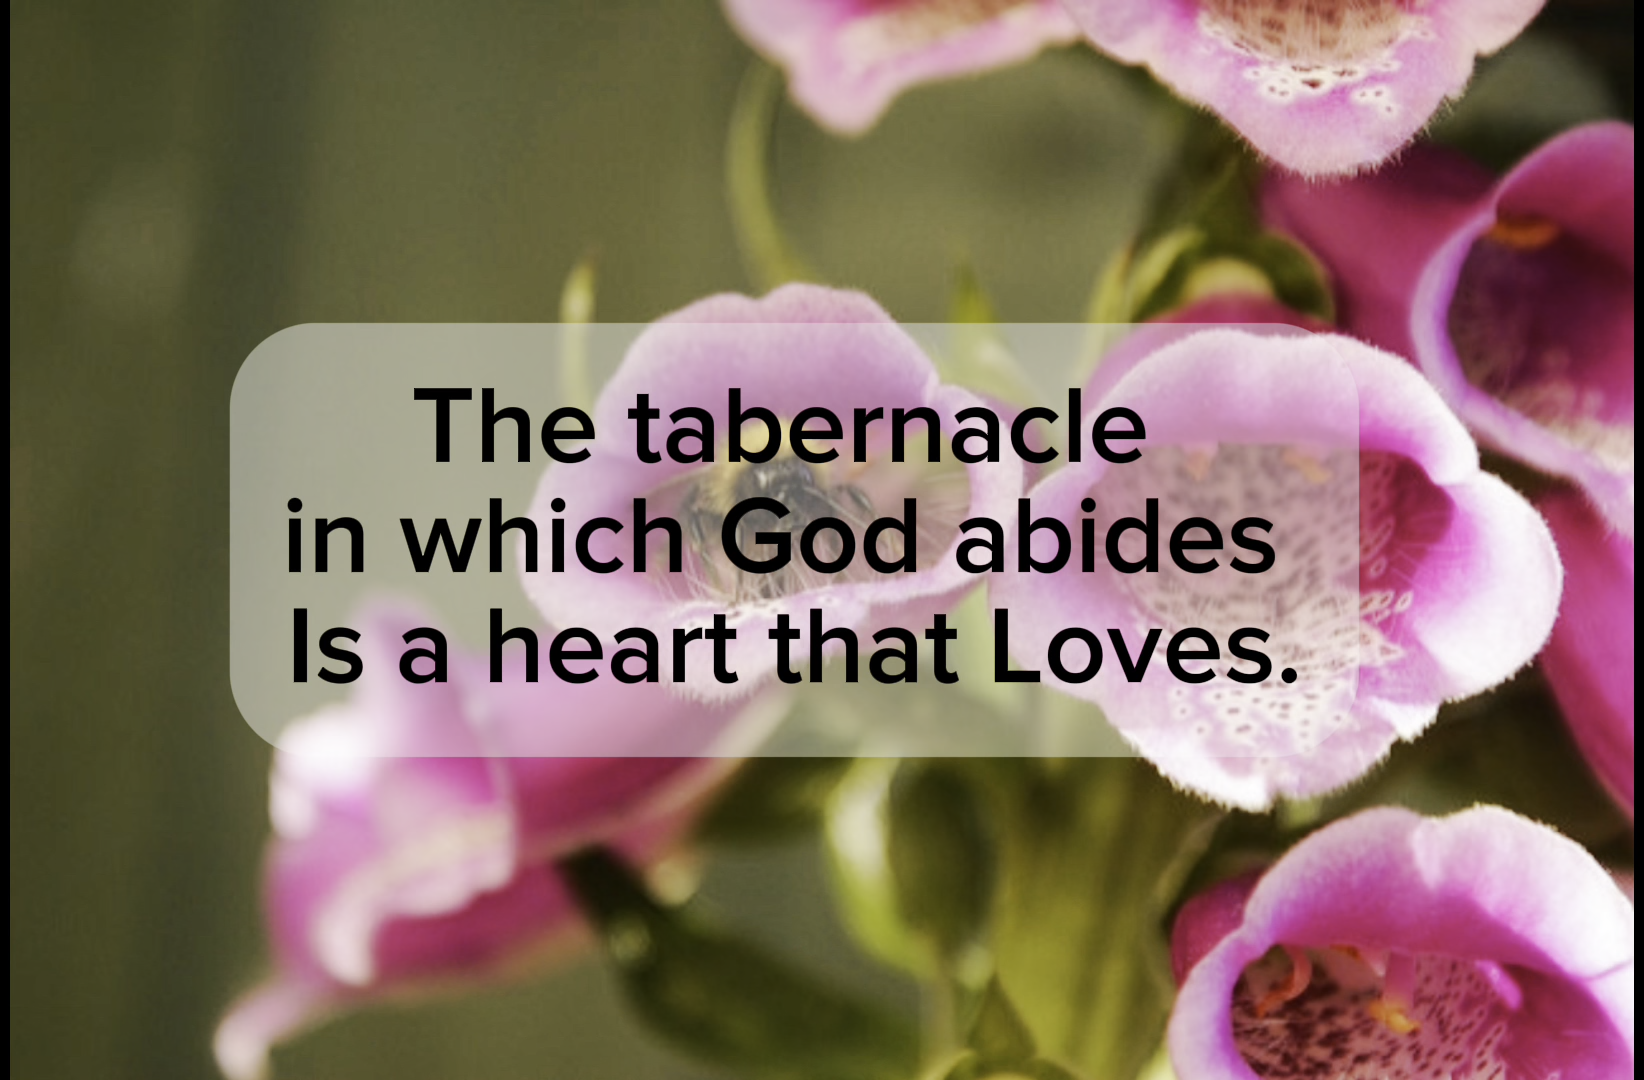 The tabernacle
in which God abides
Is a heart that Loves.